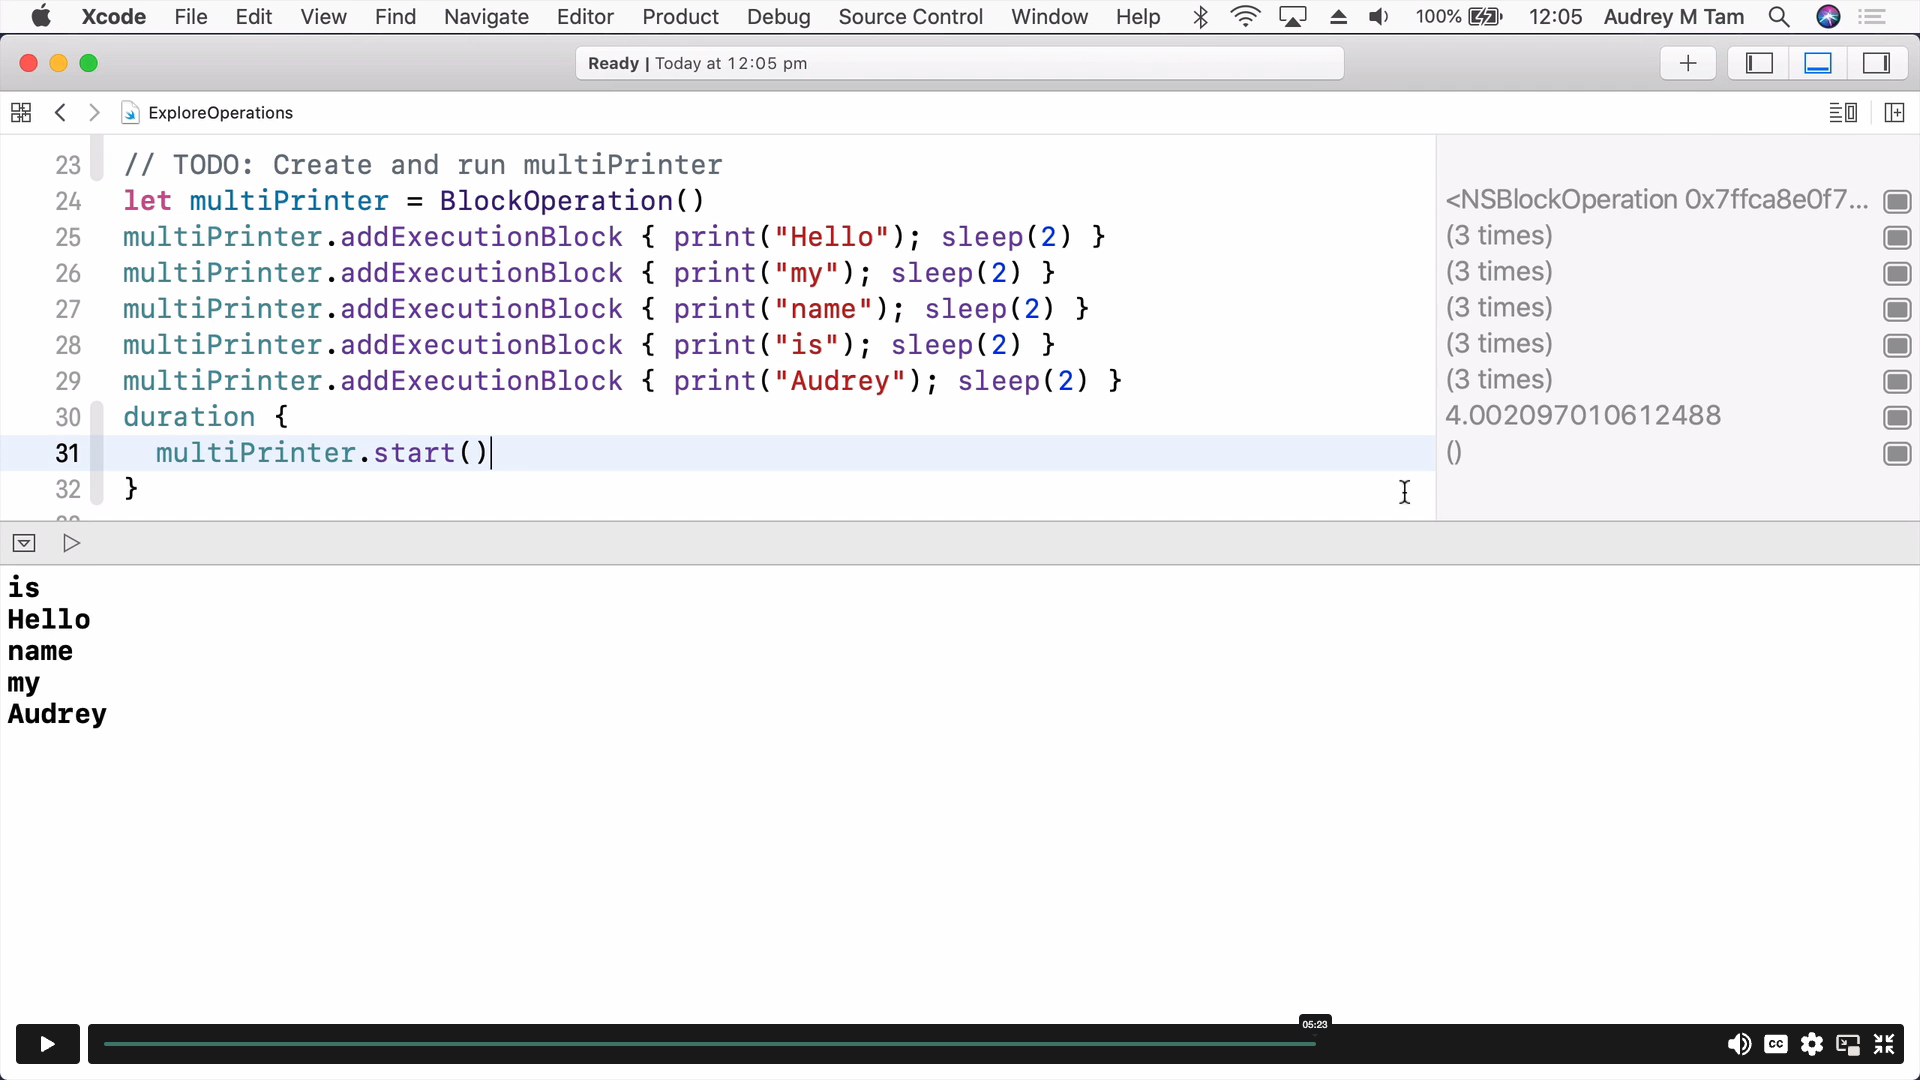 Xcode File Edit View Find Navigate Editor Product Debug Source Control Window Help 100% 12:05 Audrey M Tam
Ready | Today at 12:05 pm
ExploreOperations
23 // TODO: Create and run multiPrinter
24 let multiPrinter = BlockOperation() <NSBlockOperation 0x7ffca8e0f7...
25 multiPrinter.addExecutionBlock { print("Hello"); sleep(2) } (3 times)
26 multiPrinter.addExecutionBlock { print("my"); sleep(2) } (3 times)
27 multiPrinter.addExecutionBlock { print("name"); sleep(2) } (3 times)
28 multiPrinter.addExecutionBlock { print("is"); sleep(2) } (3 times)
29 multiPrinter.addExecutionBlock { print("Audrey"); sleep(2) } (3 times)
30 duration { 4.002097010612488
31 multiPrinter.start() ()
32 }
is
Hello
name
my
Audrey
05:23
CC